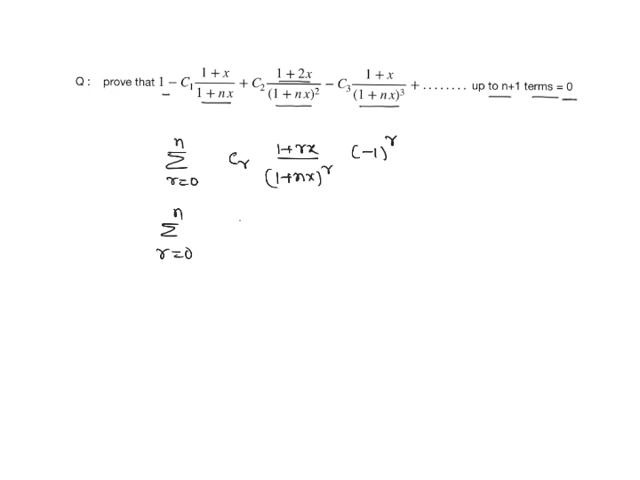 Q: prove that 1 − C₁ (1 + x)/(1 + nx) + C₂ (1 + 2x)/(1 + nx)² − C₃ (1 + x)/(1 + nx)³ + ........ up to n+1 terms = 0
n Σ r=0 Cr (1+rx)/(1+nx)^r (-1)^r
n Σ r=0